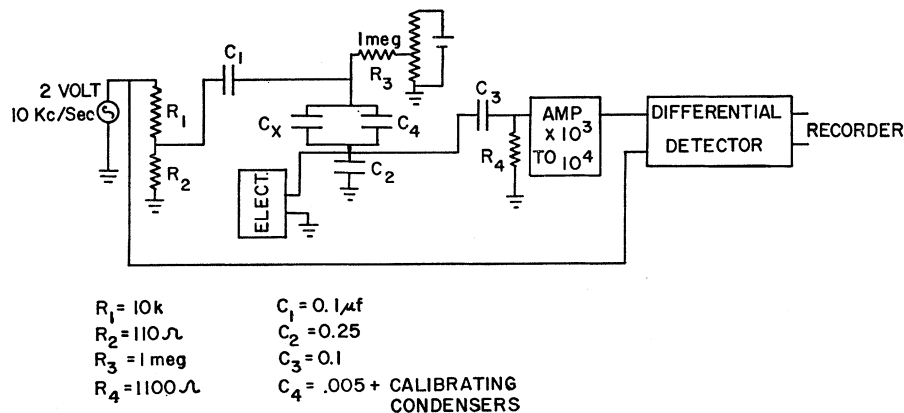 2 VOLT
10 Kc/Sec
R1
R2
C1
1 meg
R3
CX
C4
C2
C3
R4
ELECT.
AMP
X 10³
TO 10⁴
DIFFERENTIAL
DETECTOR
RECORDER
R1 = 10k
R2 = 110Ω
R3 = 1 meg
R4 = 1100Ω
C1 = 0.1μf
C2 = 0.25
C3 = 0.1
C4 = .005 + CALIBRATING
CONDENSERS